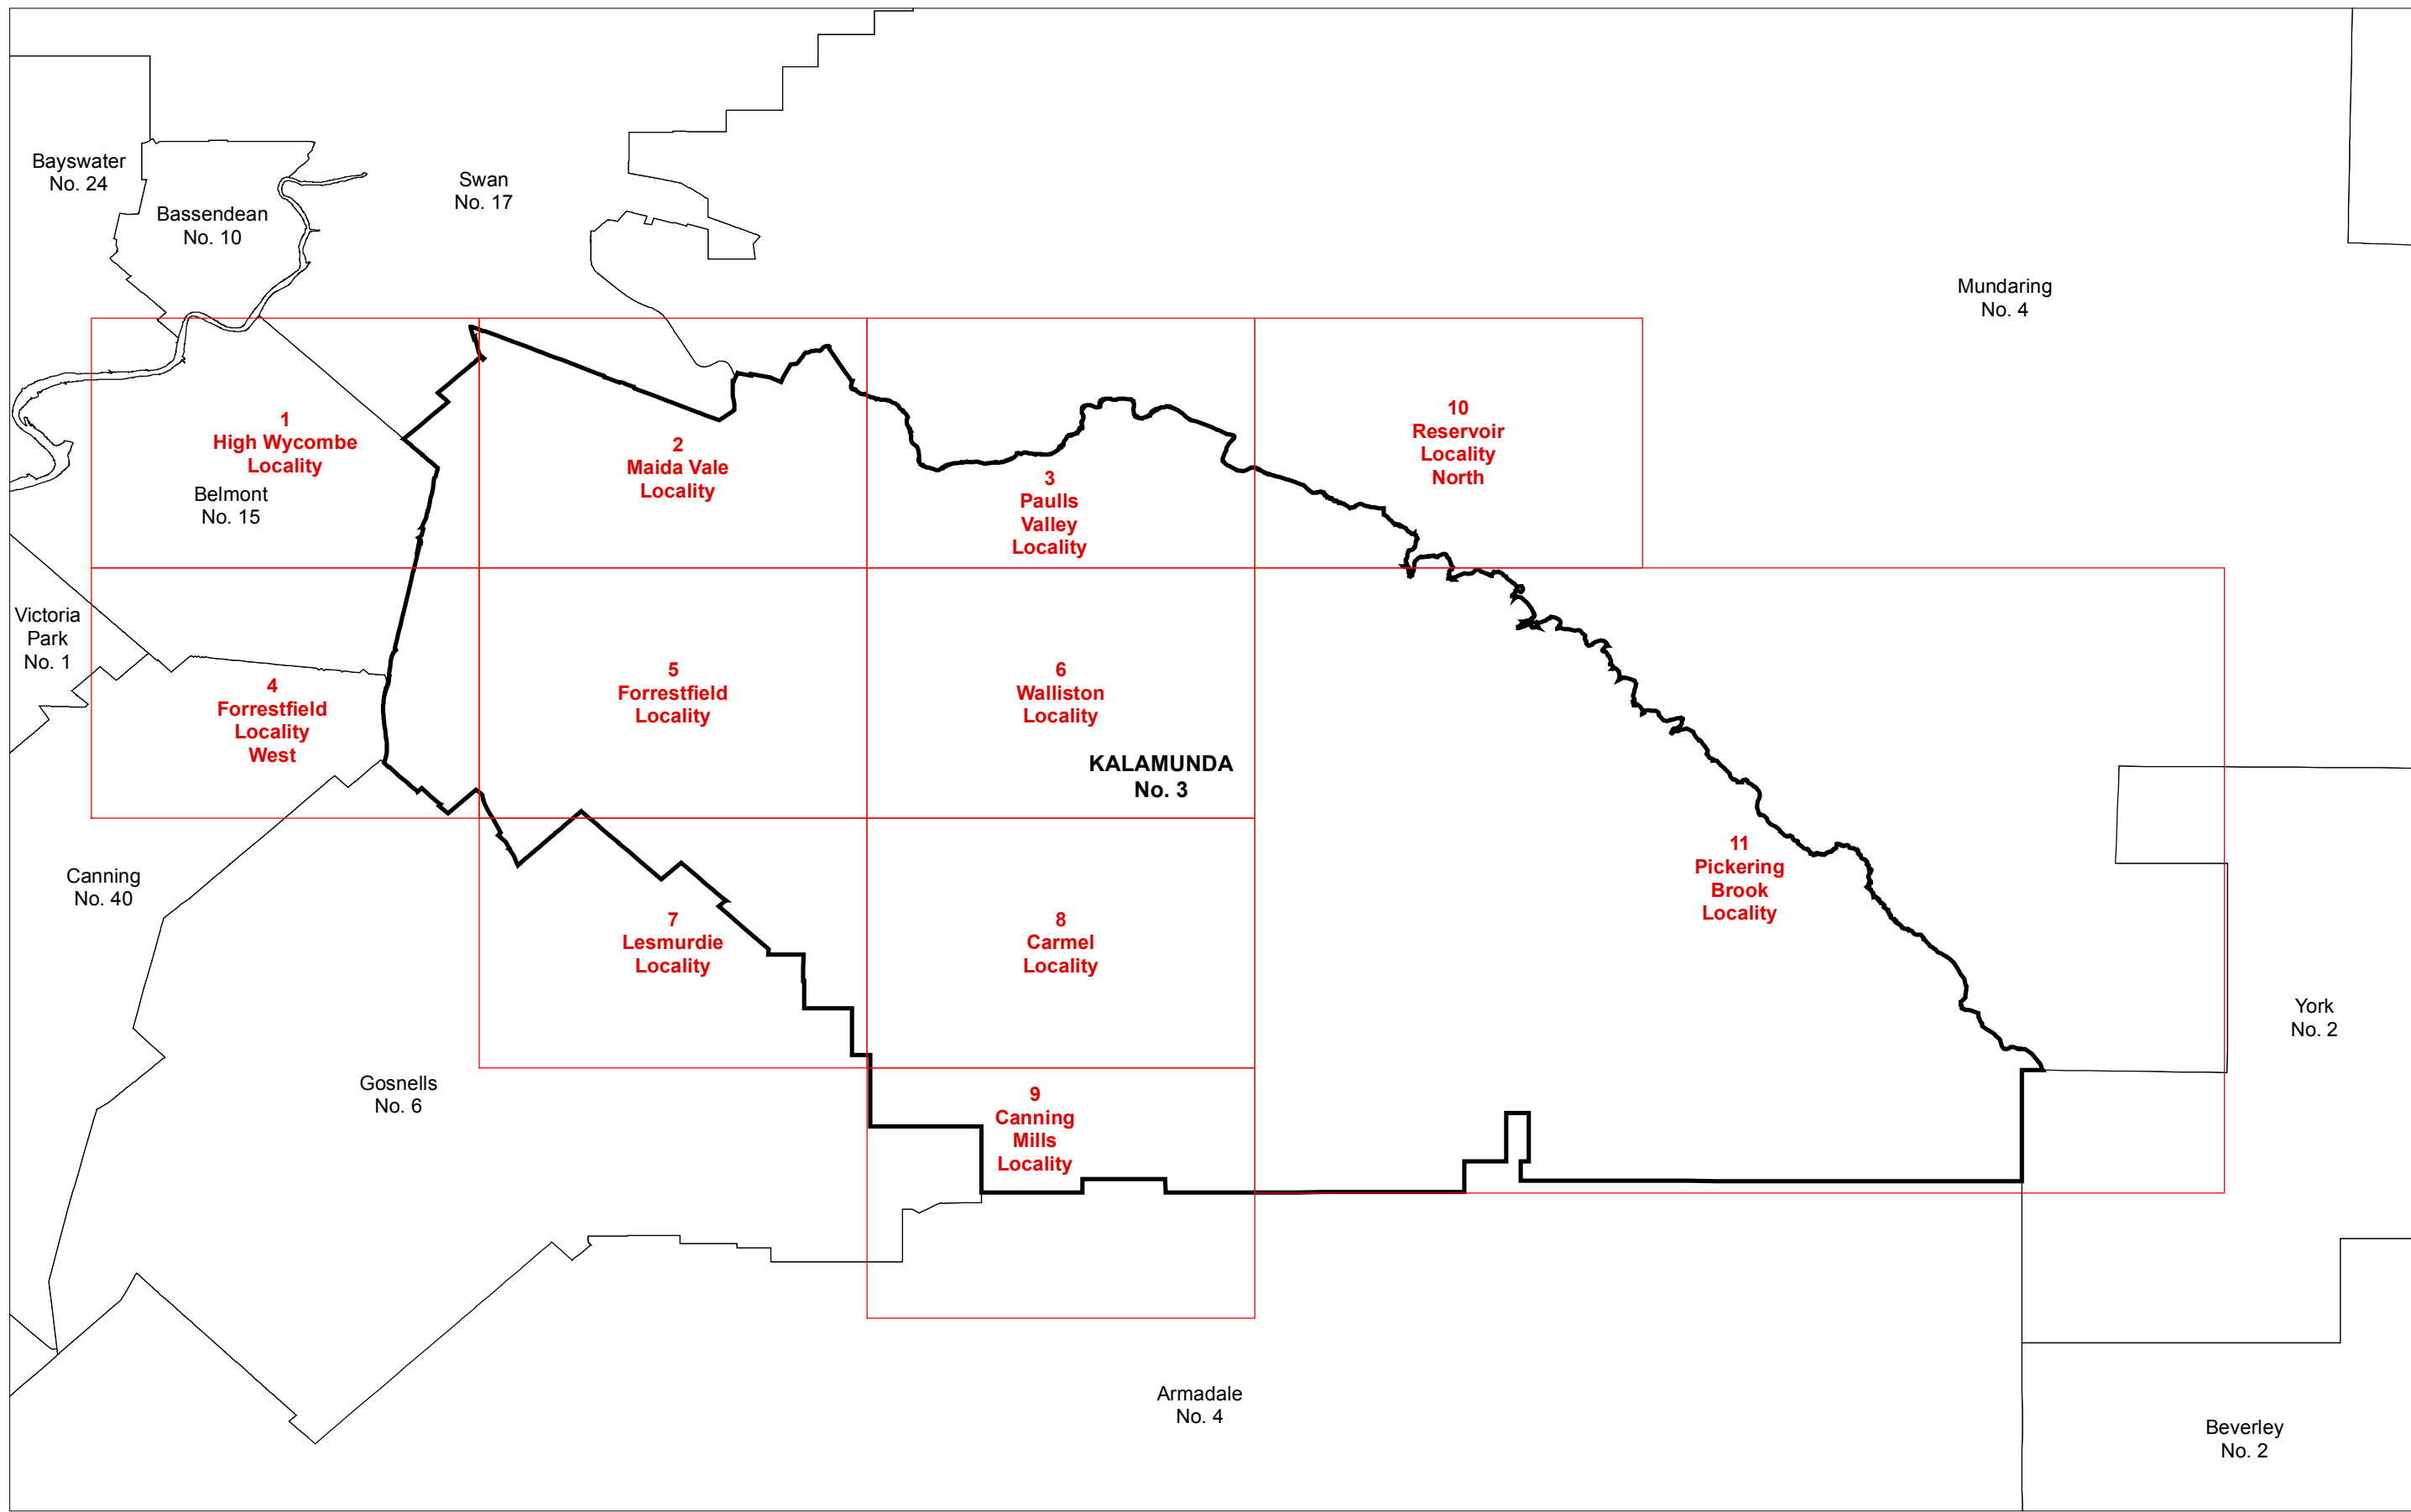 Bayswater
No. 24
Bassendean
No. 10
Swan
No. 17
Mundaring
No. 4
1
High Wycombe
Locality
Belmont
No. 15
2
Maida Vale
Locality
3
Paulls
Valley
Locality
10
Reservoir
Locality
North
Victoria
Park
No. 1
4
Forrestfield
Locality
West
5
Forrestfield
Locality
6
Walliston
Locality
KALAMUNDA
No. 3
11
Pickering
Brook
Locality
Canning
No. 40
7
Lesmurdie
Locality
8
Carmel
Locality
York
No. 2
Gosnells
No. 6
9
Canning
Mills
Locality
Armadale
No. 4
Beverley
No. 2